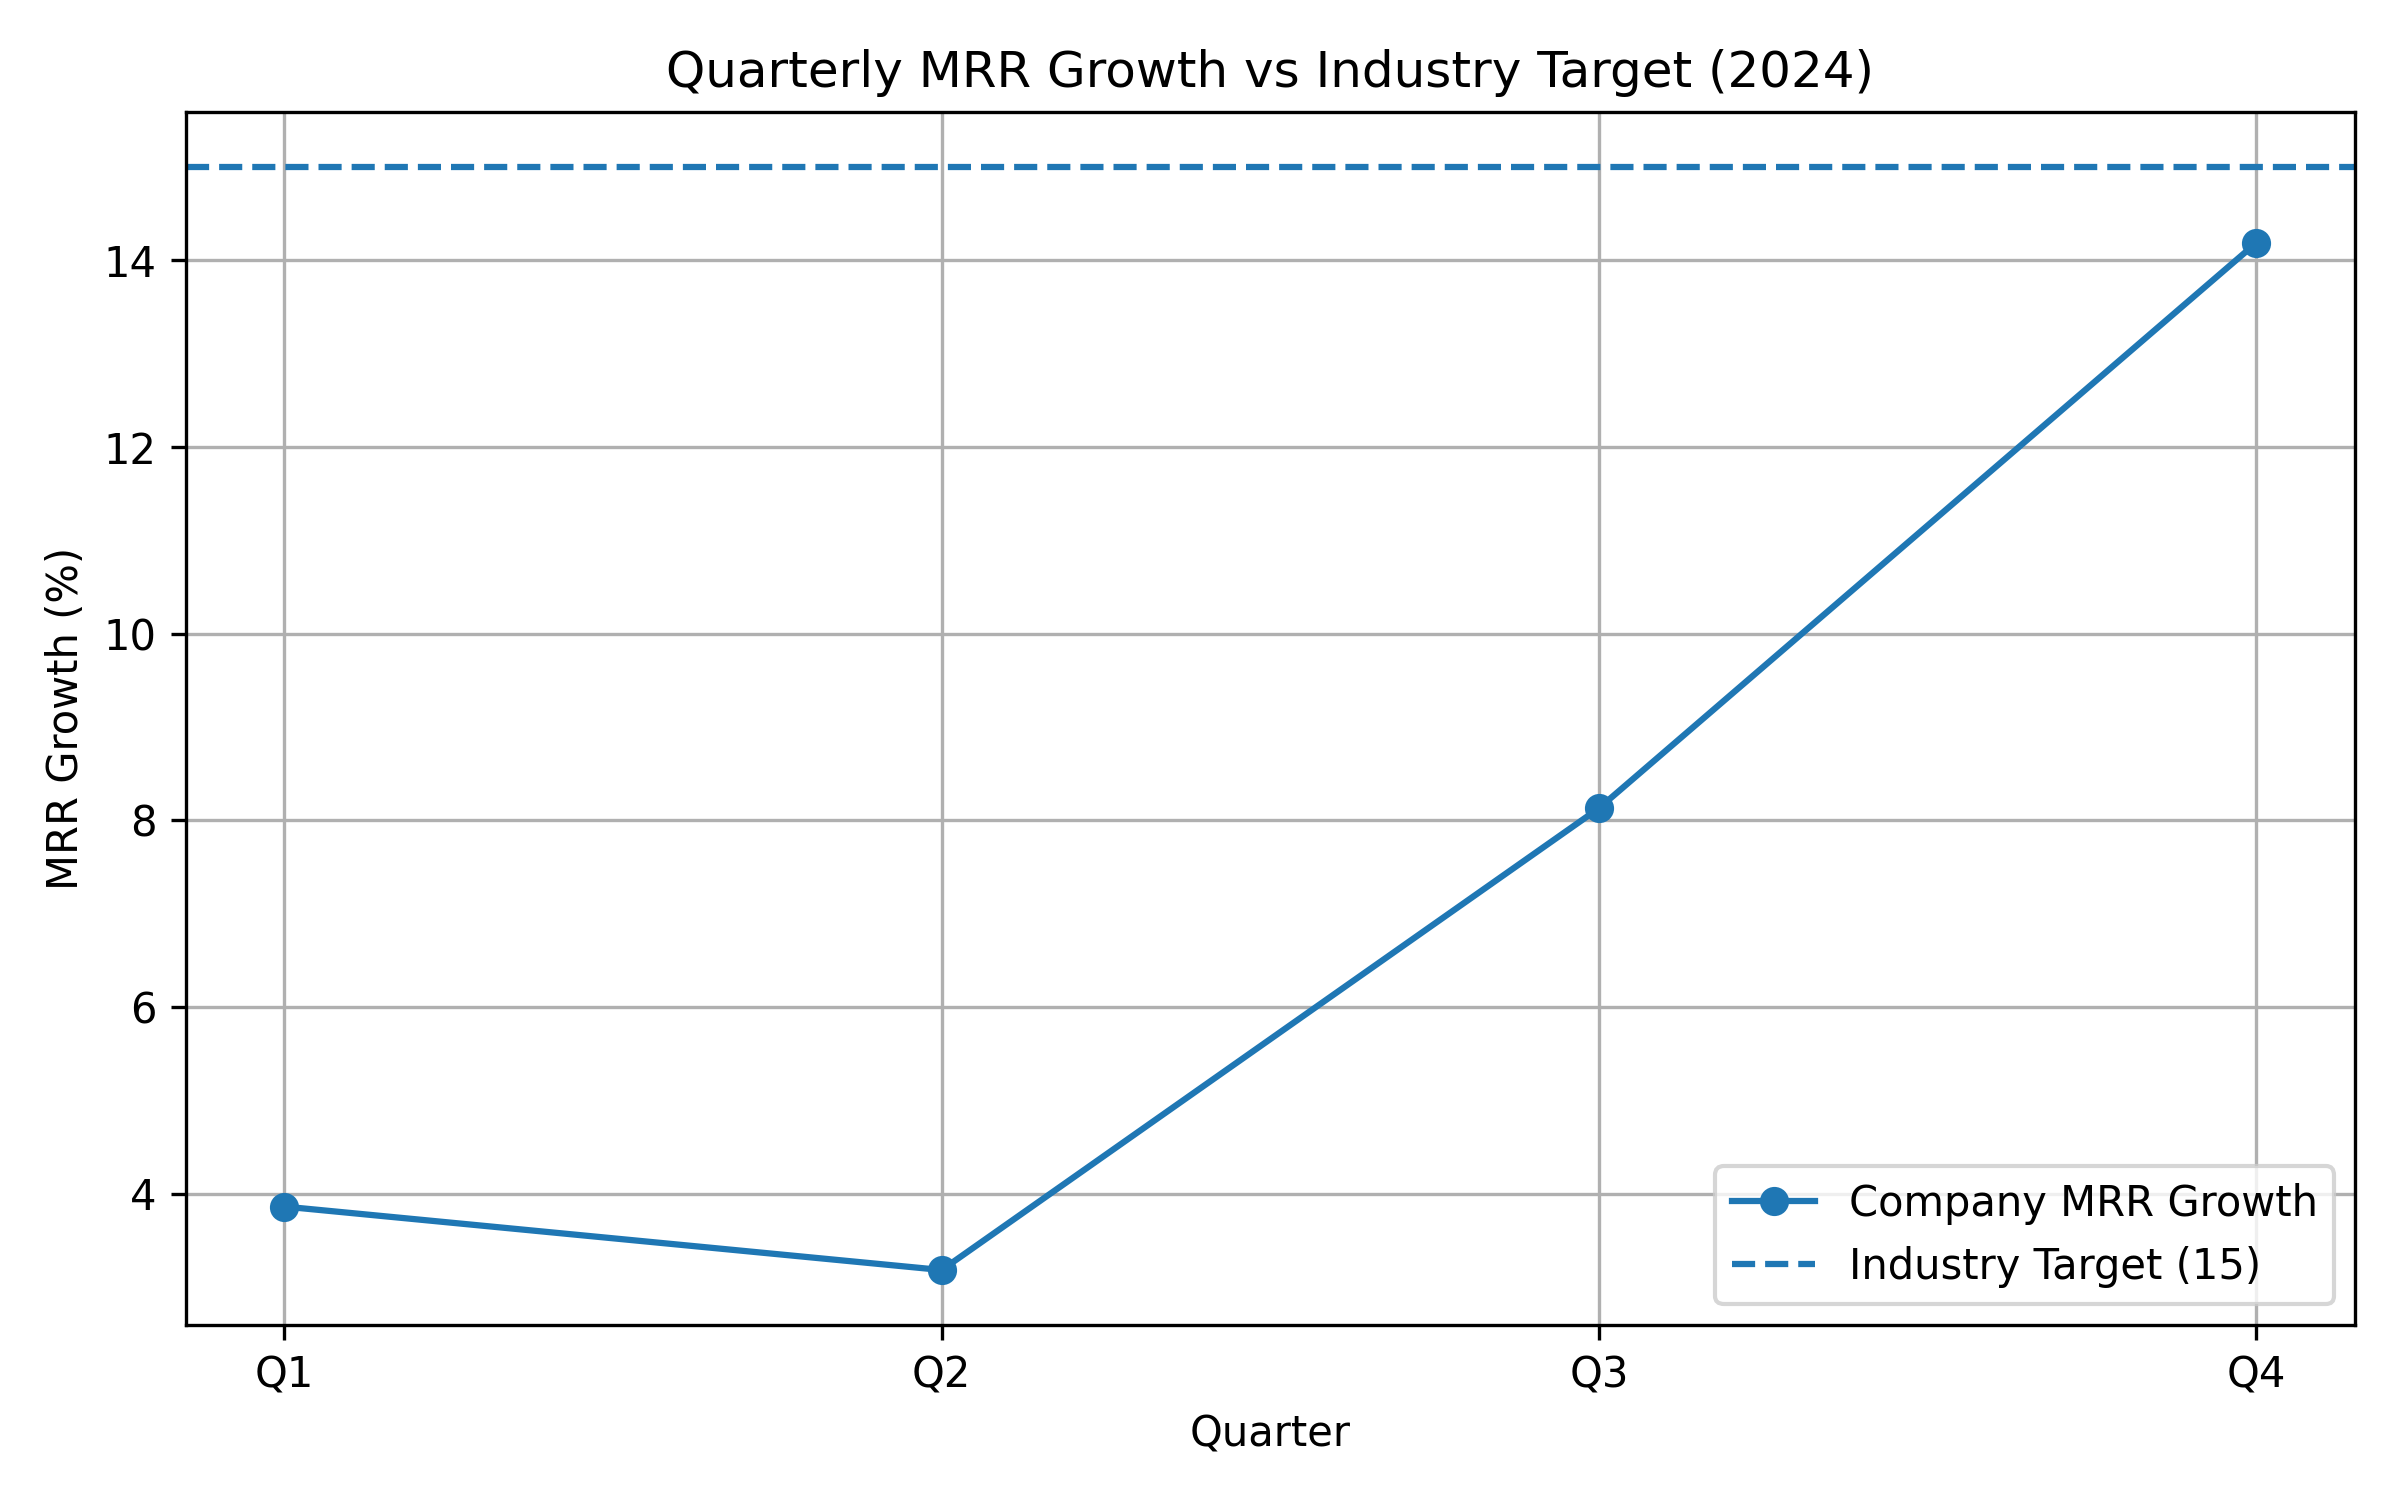 Quarterly MRR Growth vs Industry Target (2024)
MRR Growth (%)
14
12
10
8
6
4
Company MRR Growth
Industry Target (15)
Q1 Q2 Q3 Q4
Quarter